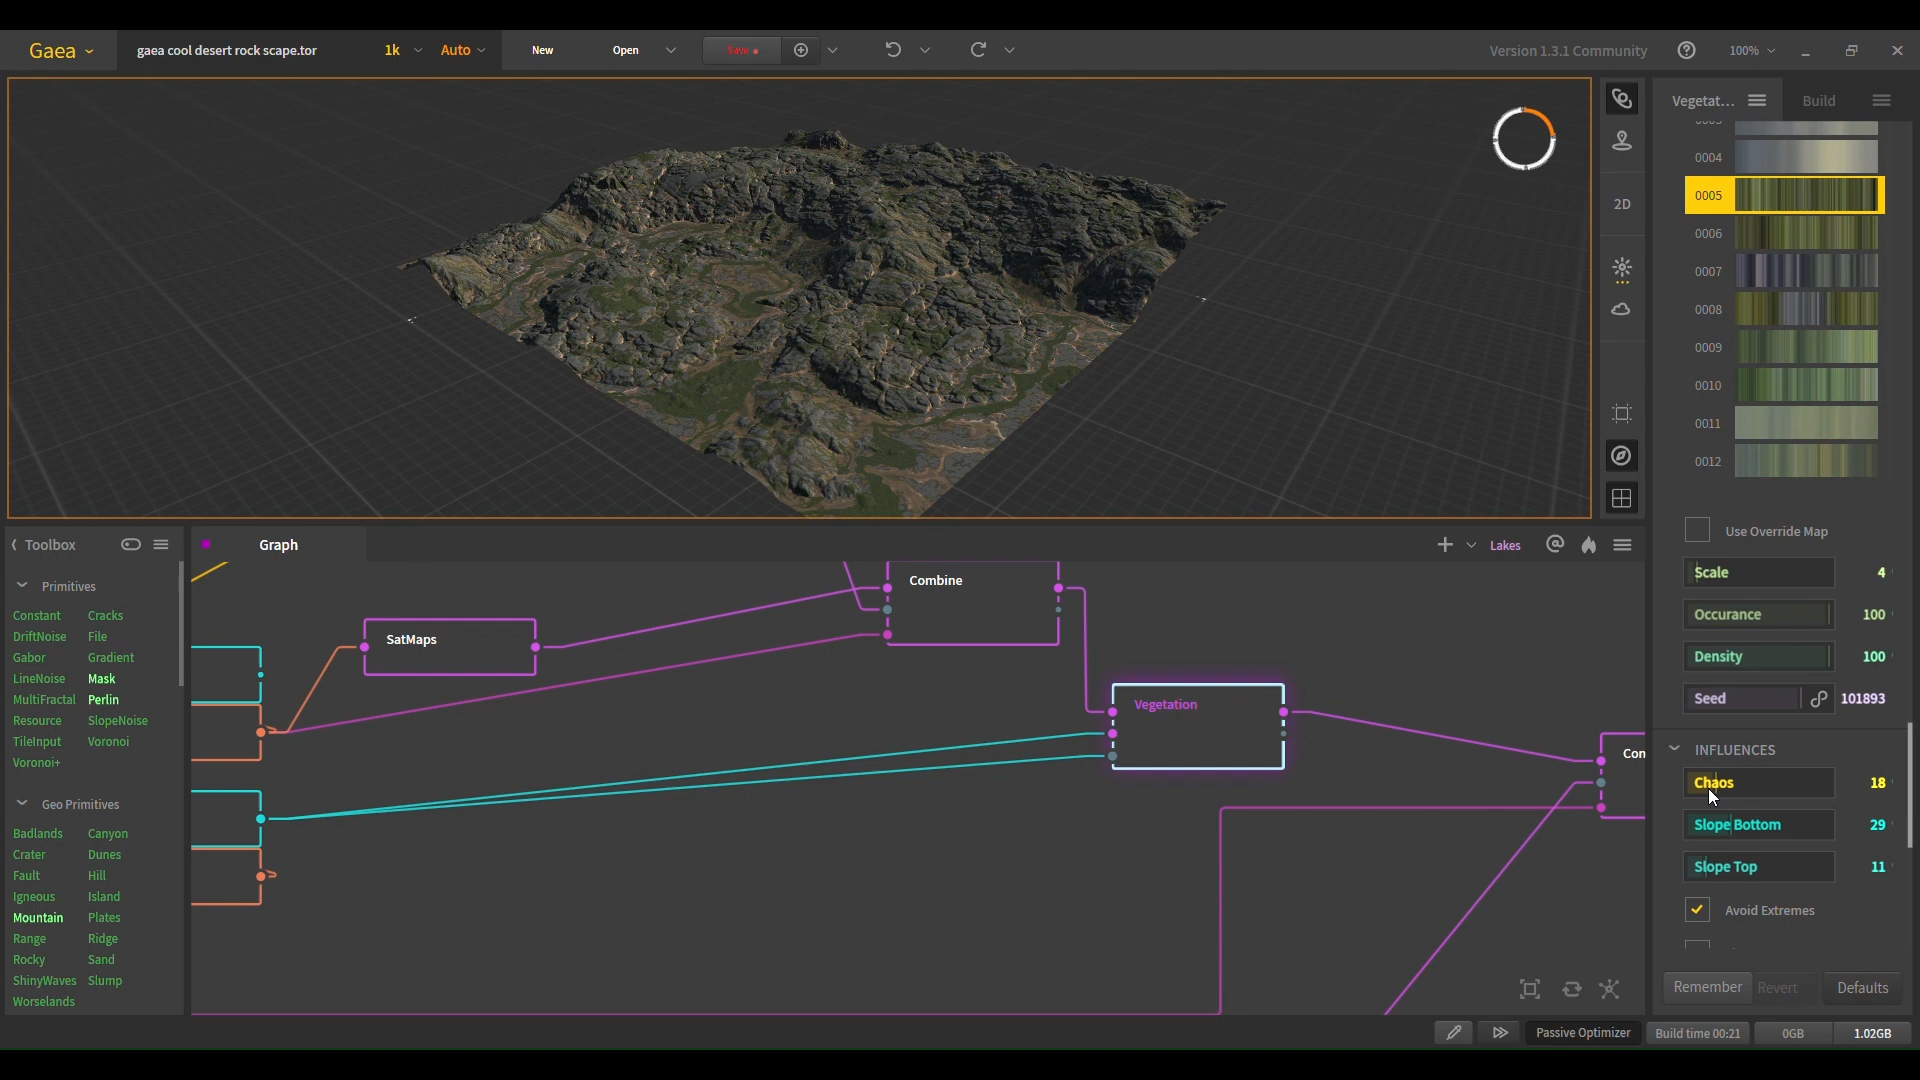 Gaea
gaea cool desert rock scape.tor
1k
Auto
New
Open
Save
Version 1.3.1 Community
100%
2D
Vegetat...
Build
0004
0005
0006
0007
0008
0009
0010
0011
0012
Use Override Map
Scale 4
Occurance 100
Density 100
Seed 101893
INFLUENCES
Chaos 18
Slope Bottom 29
Slope Top 11
Avoid Extremes
Remember
Revert
Defaults
Toolbox
Graph
Lakes
Primitives
Constant Cracks
DriftNoise File
Gabor Gradient
LineNoise Mask
MultiFractal Perlin
Resource SlopeNoise
TileInput Voronoi
Voronoi+
Geo Primitives
Badlands Canyon
Crater Dunes
Fault Hill
Igneous Island
Mountain Plates
Range Ridge
Rocky Sand
ShinyWaves Slump
Worselands
SatMaps
Combine
Vegetation
Con
Passive Optimizer
Build time 00:21
0GB
1.02GB